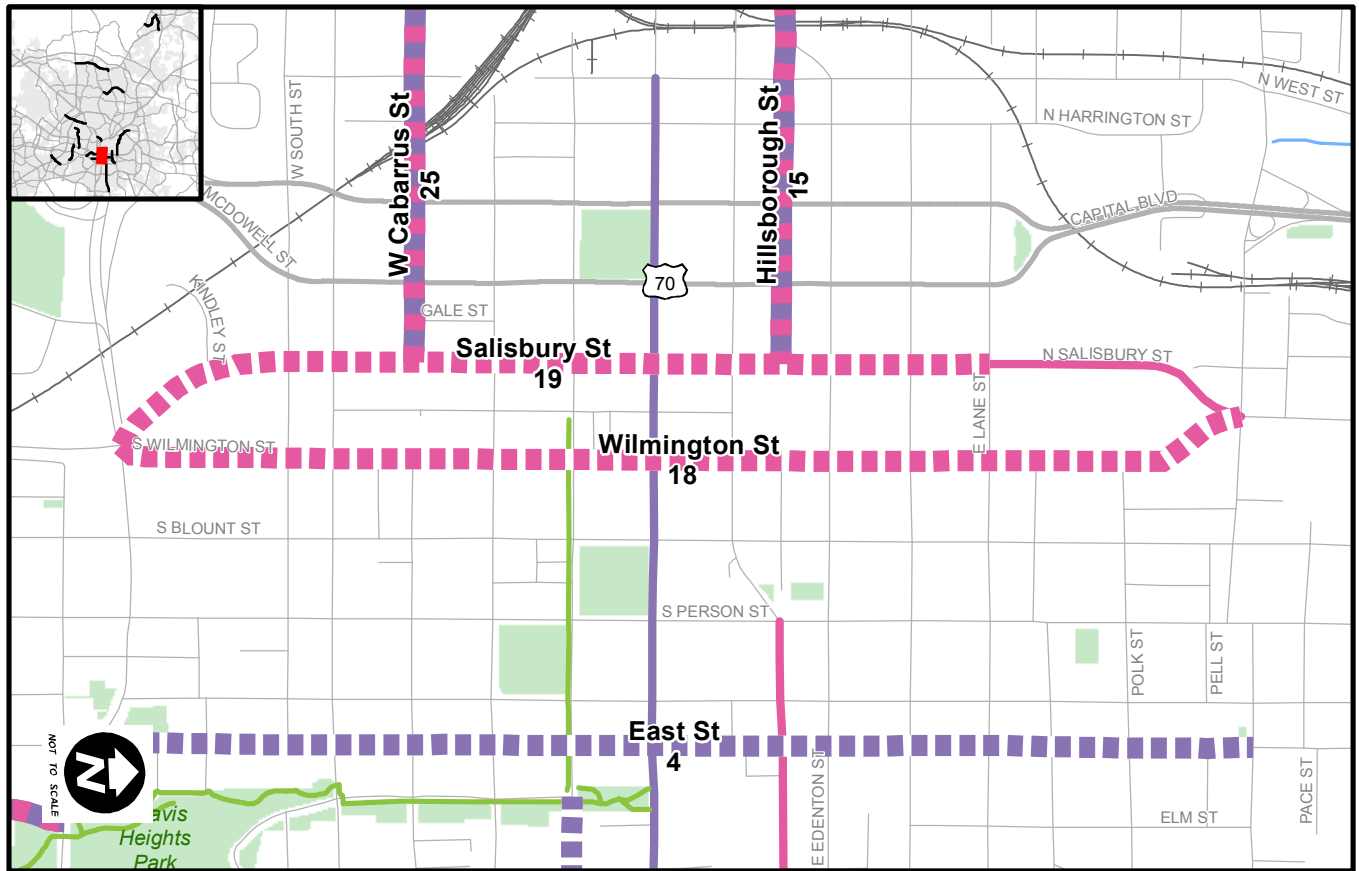 W SOUTH ST
W Cabarrus St
25
Hillsborough St
15
N WEST ST
N HARRINGTON ST
MCDOWELL ST
CAPITAL BLVD
KINDLEY ST
70
GALE ST
Salisbury St
19
N SALISBURY ST
E LANE ST
S WILMINGTON ST
Wilmington St
18
S BLOUNT ST
S PERSON ST
POLK ST
PELL ST
East St
4
N
NOT TO SCALE
E EDENTON ST
PACE ST
ELM ST
avis
Heights
Park